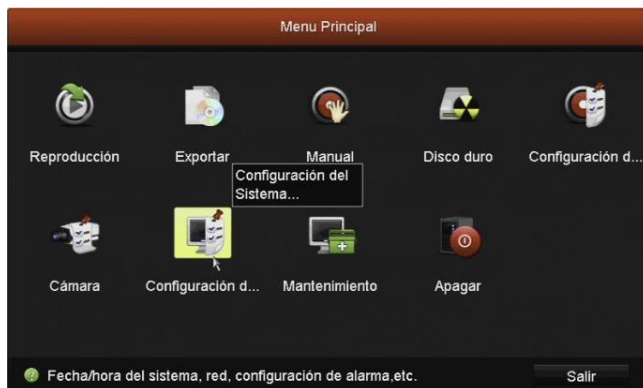 Menu Principal
Reproducción
Exportar
Manual
Disco duro
Configuración d...
Configuración del
Sistema...
Cámara
Configuración d...
Mantenimiento
Apagar
Fecha/hora del sistema, red, configuración de alarma,etc.
Salir